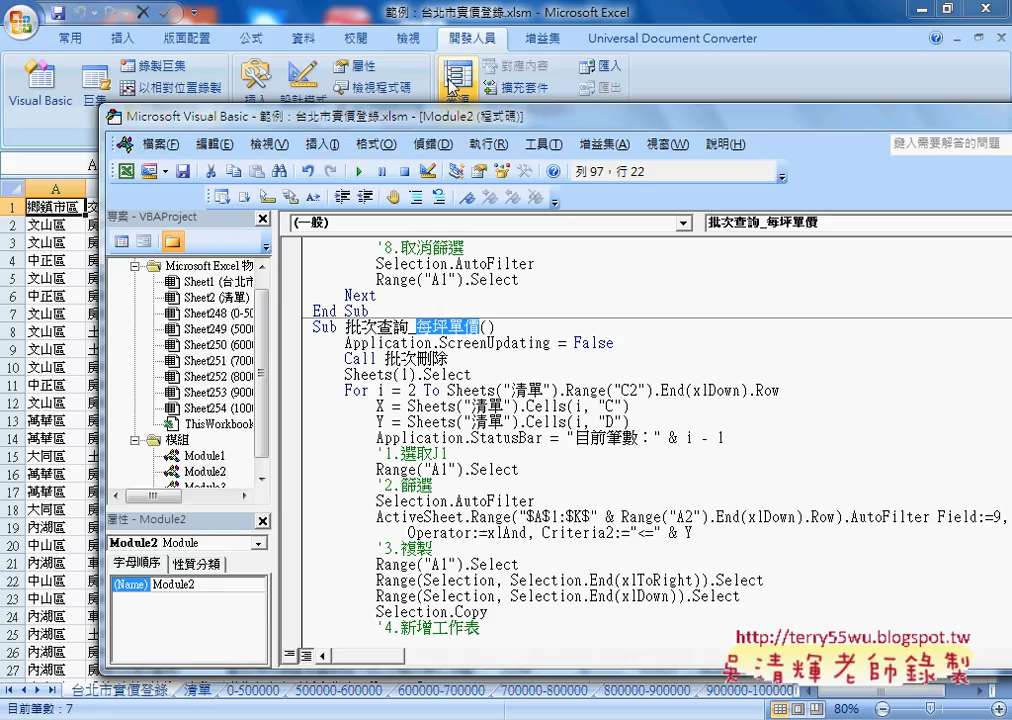 範例：台北市實價登錄.xlsm - Microsoft Excel
常用 插入 版面配置 公式 資料 校閱 檢視 開發人員 增益集 Universal Document Converter
Visual Basic 巨集 錄製巨集 以相對位置錄製 插入 設計模式 屬性 檢視程式碼 來源 對應內容 擴充套件 匯入 匯出
Microsoft Visual Basic - 範例：台北市實價登錄.xlsm - [Module2 (程式碼)]
檔案(F) 編輯(E) 檢視(V) 插入(I) 格式(O) 偵錯(D) 執行(R) 工具(T) 增益集(A) 視窗(W) 說明(H) 鍵入需要解答的問題
列 97，行 22
專案 - VBAProject
(一般) 批次查詢_每坪單價
Microsoft Excel 物
Sheet1 (台北市
Sheet2 (清單)
Sheet248 (0-50
Sheet249 (5000
Sheet250 (6000
Sheet251 (7000
Sheet252 (8000
Sheet253 (9000
Sheet254 (1000
ThisWorkbook
模組
Module1
Module2
屬性 - Module2
Module2 Module
字母順序 性質分類
(Name) Module2
'8.取消篩選
Selection.AutoFilter
Range("A1").Select
Next
End Sub
Sub 批次查詢_每坪單價()
Application.ScreenUpdating = False
Call 批次刪除
Sheets(1).Select
For i = 2 To Sheets("清單").Range("C2").End(xlDown).Row
X = Sheets("清單").Cells(i, "C")
Y = Sheets("清單").Cells(i, "D")
Application.StatusBar = "目前筆數：" & i - 1
'1.選取J1
Range("A1").Select
'2.篩選
Selection.AutoFilter
ActiveSheet.Range("$A$1:$K$" & Range("A2").End(xlDown).Row).AutoFilter Field:=9,
Operator:=xlAnd, Criteria2:="<=" & Y
'3.複製
Range("A1").Select
Range(Selection, Selection.End(xlToRight)).Select
Range(Selection, Selection.End(xlDown)).Select
Selection.Copy
'4.新增工作表
A
1 鄉鎮市區
2 文山區
3 文山區
4 中正區
5 文山區
6 中正區
7 文山區
8 文山區
9 文山區
10 文山區
11 中正區
12 文山區
13 萬華區
14 萬華區
15 大同區
16 萬華區
17 萬華區
18 大同區
19 內湖區
20 中山區
21 內湖區
22 中山區
23 中山區
24 內湖區
25 內湖區
26 內湖區
27 內湖區
http://terry55wu.blogspot.tw
吳清輝老師錄製
台北市實價登錄 清單 0-500000 500000-600000 600000-700000 700000-800000 800000-900000 900000-1000000
目前筆數：7 80%